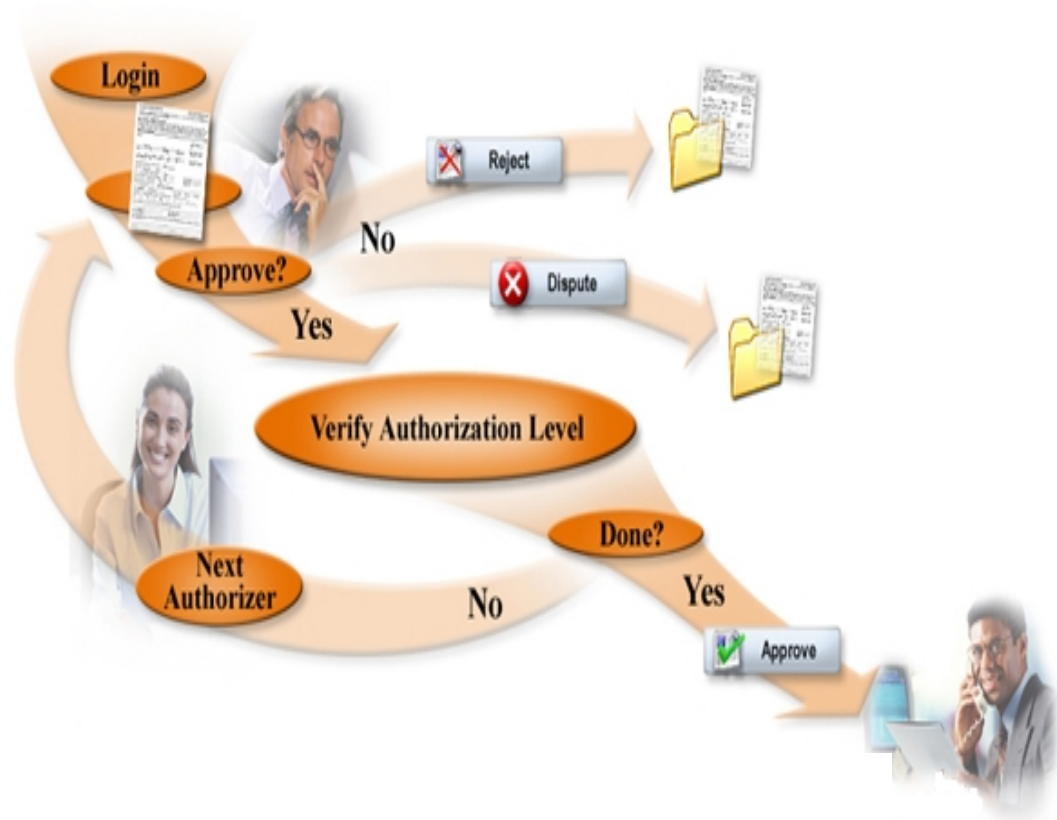 Login
Reject
No
Approve?
Dispute
Yes
Verify Authorization Level
Done?
Next
Authorizer
No
Yes
Approve